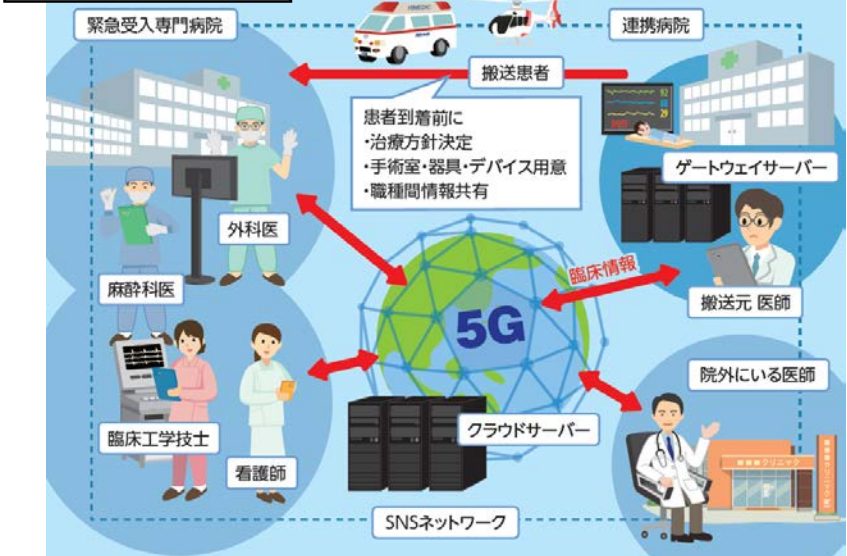 緊急受入専門病院
連携病院
搬送患者
患者到着前に
・治療方針決定
・手術室・器具・デバイス用意
・職種間情報共有
92
29
ゲートウェイサーバー
外科医
麻酔科医
臨床情報
搬送元 医師
5G
院外にいる医師
クラウドサーバー
臨床工学技士
看護師
SNSネットワーク